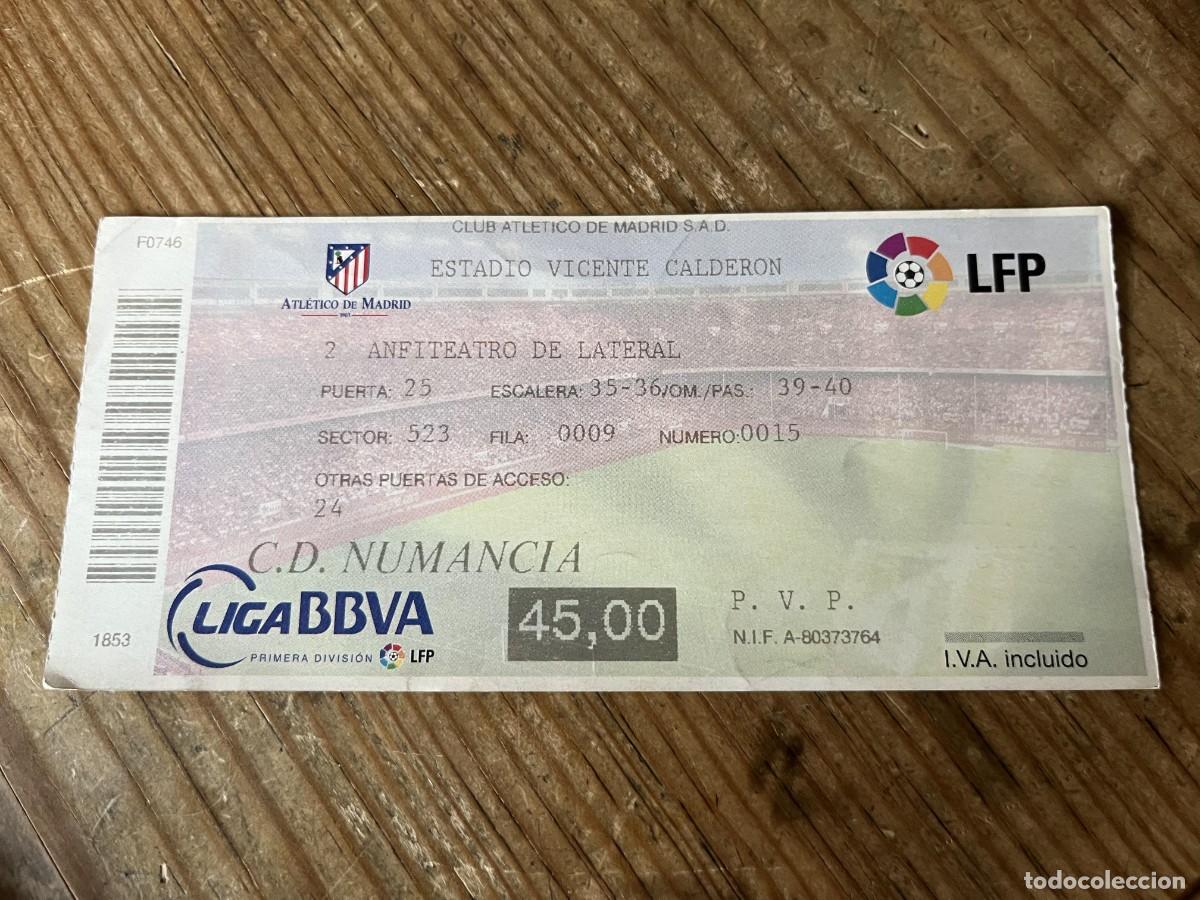 F0746
CLUB ATLETICO DE MADRID S.A.D.
ESTADIO VICENTE CALDERON
LFP
ATLÉTICO DE MADRID
2 ANFITEATRO DE LATERAL
PUERTA: 25 ESCALERA: 35-36/OM./PAS.: 39-40
SECTOR: 523 FILA: 0009 NUMERO:0015
OTRAS PUERTAS DE ACCESO:
24
C.D. NUMANCIA
LIGA BBVA
PRIMERA DIVISIÓN LFP
45,00
P. V. P.
N.I.F. A-80373764
I.V.A. incluido
1853
todocoleccion